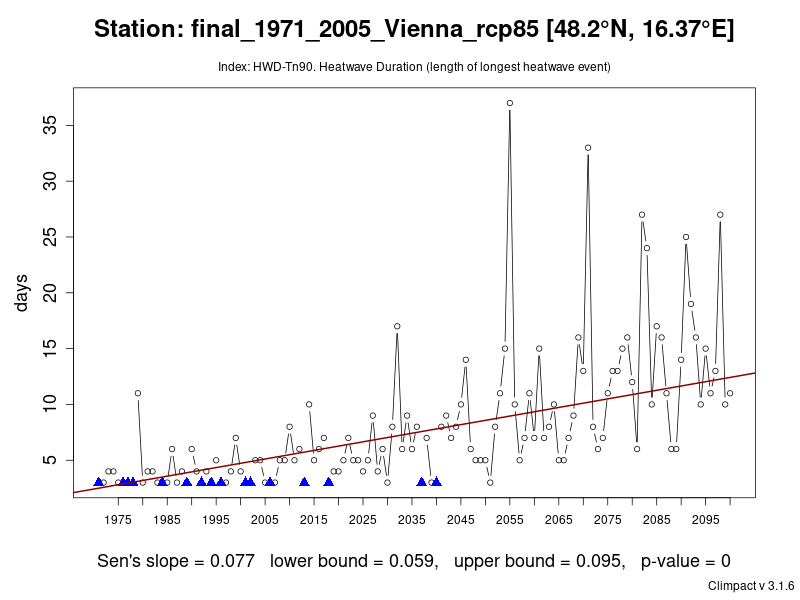 Station: final_1971_2005_Vienna_rcp85 [48.2°N, 16.37°E]
Index: HWD-Tn90. Heatwave Duration (length of longest heatwave event)
days
35
30
25
20
15
10
5
1975 1985 1995 2005 2015 2025 2035 2045 2055 2065 2075 2085 2095
Sen's slope = 0.077 lower bound = 0.059, upper bound = 0.095, p-value = 0
Climpact v 3.1.6